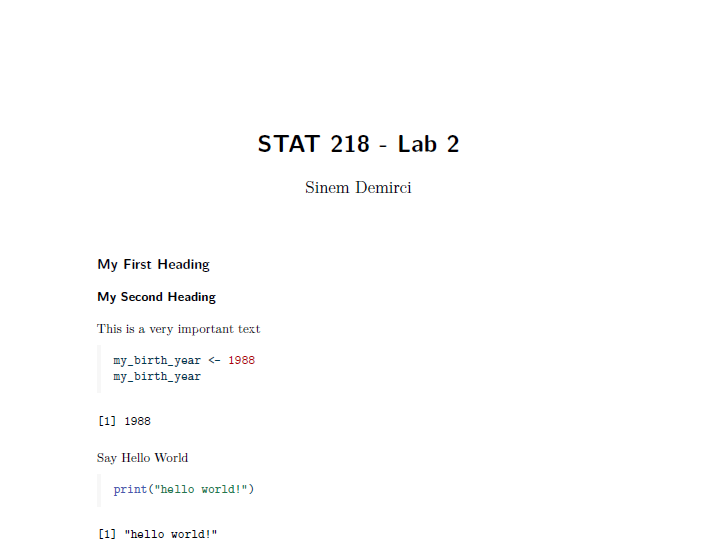 STAT 218 - Lab 2
Sinem Demirci
My First Heading
My Second Heading
This is a very important text
my_birth_year <- 1988
my_birth_year
[1] 1988
Say Hello World
print("hello world!")
[1] "hello world!"